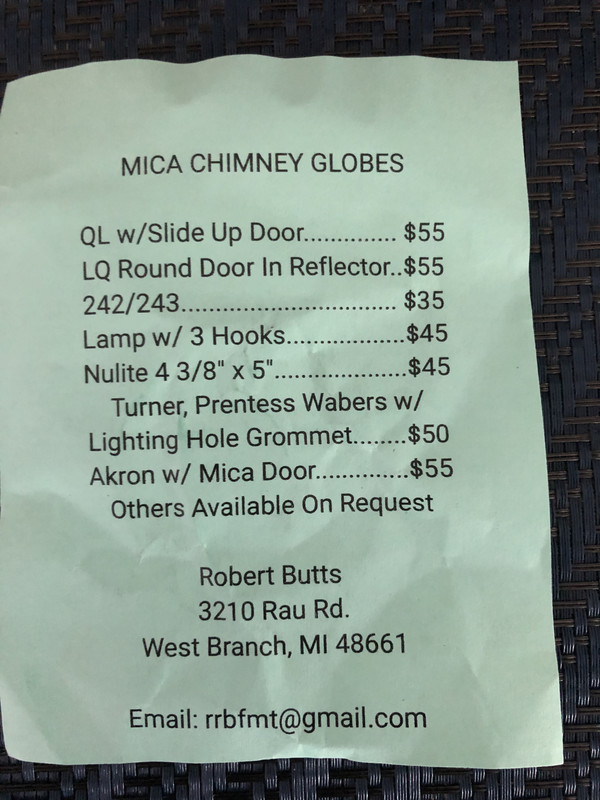 MICA CHIMNEY GLOBES
QL w/Slide Up Door.............. $55
LQ Round Door In Reflector..$55
242/243............................... $35
Lamp w/ 3 Hooks.................$45
Nulite 4 3/8" x 5"...................$45
Turner, Prentess Wabers w/
Lighting Hole Grommet........$50
Akron w/ Mica Door..............$55
Others Available On Request
Robert Butts
3210 Rau Rd.
West Branch, MI 48661
Email: rrbfmt@gmail.com